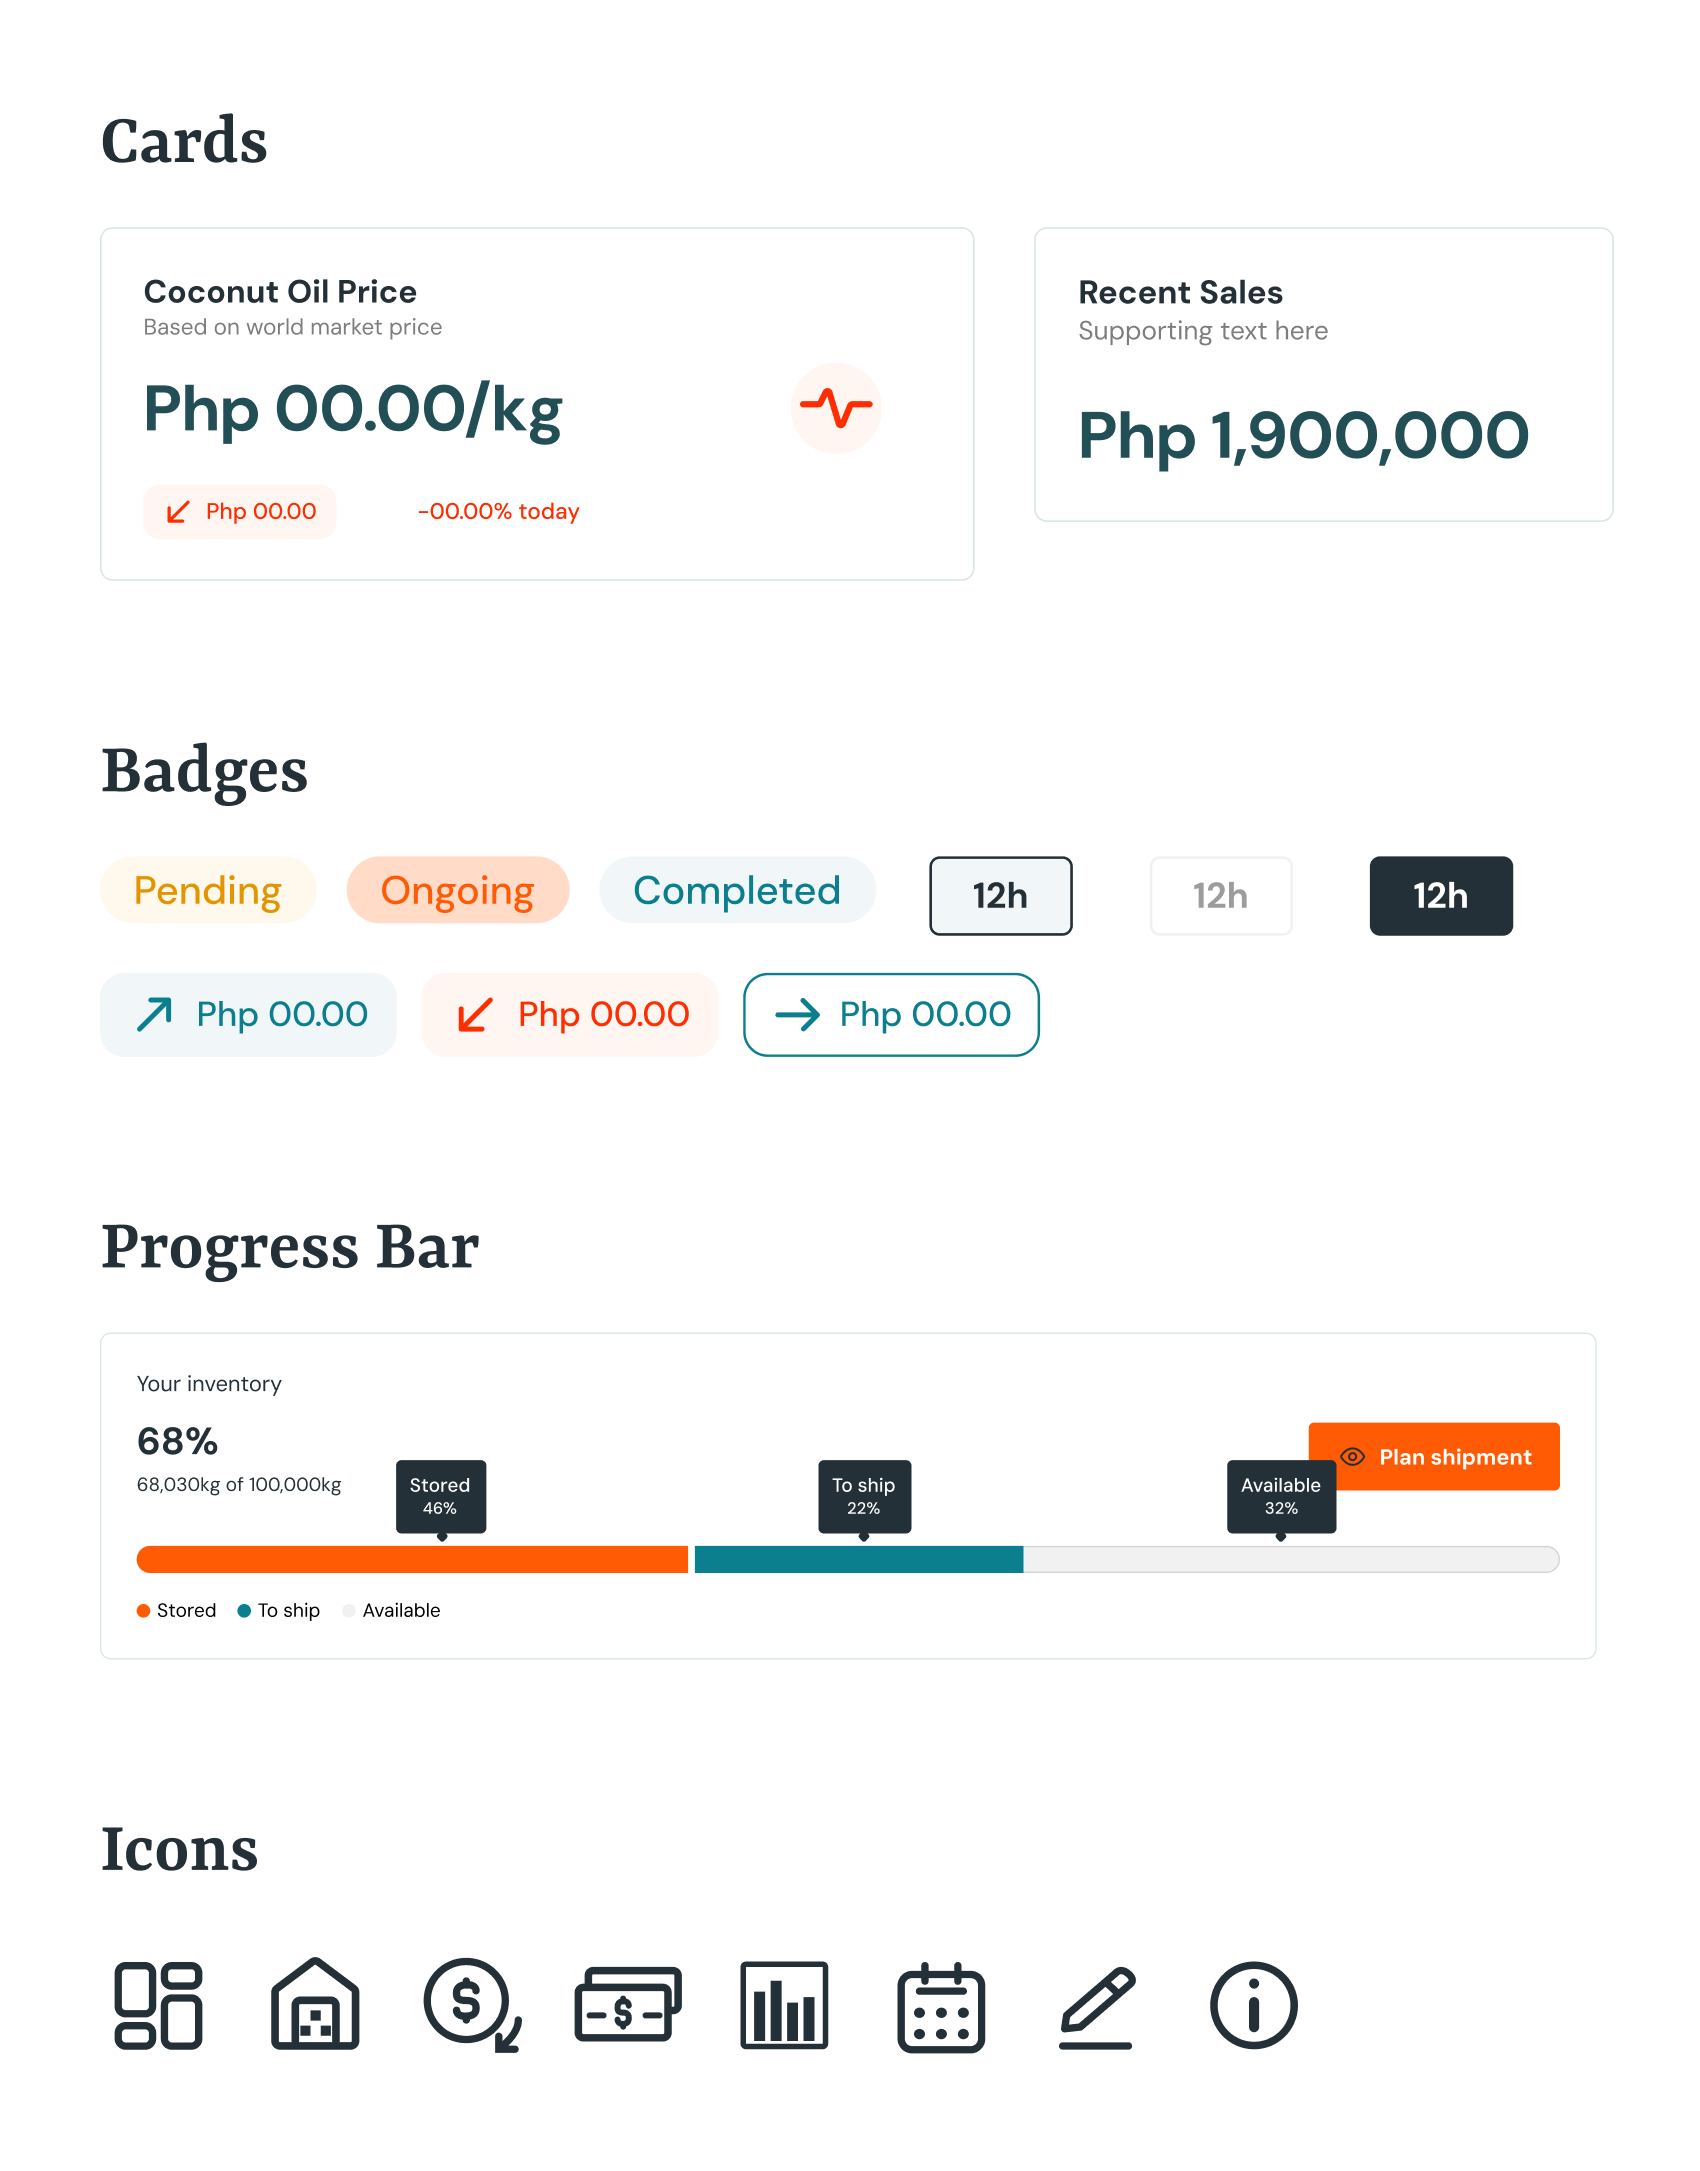 Cards
Coconut Oil Price
Based on world market price
Php 00.00/kg
Php 00.00
-00.00% today
Recent Sales
Supporting text here
Php 1,900,000
Badges
Pending
Ongoing
Completed
12h
12h
12h
Php 00.00
Php 00.00
Php 00.00
Progress Bar
Your inventory
68%
68,030kg of 100,000kg
Plan shipment
Stored
46%
To ship
22%
Available
32%
Stored
To ship
Available
Icons